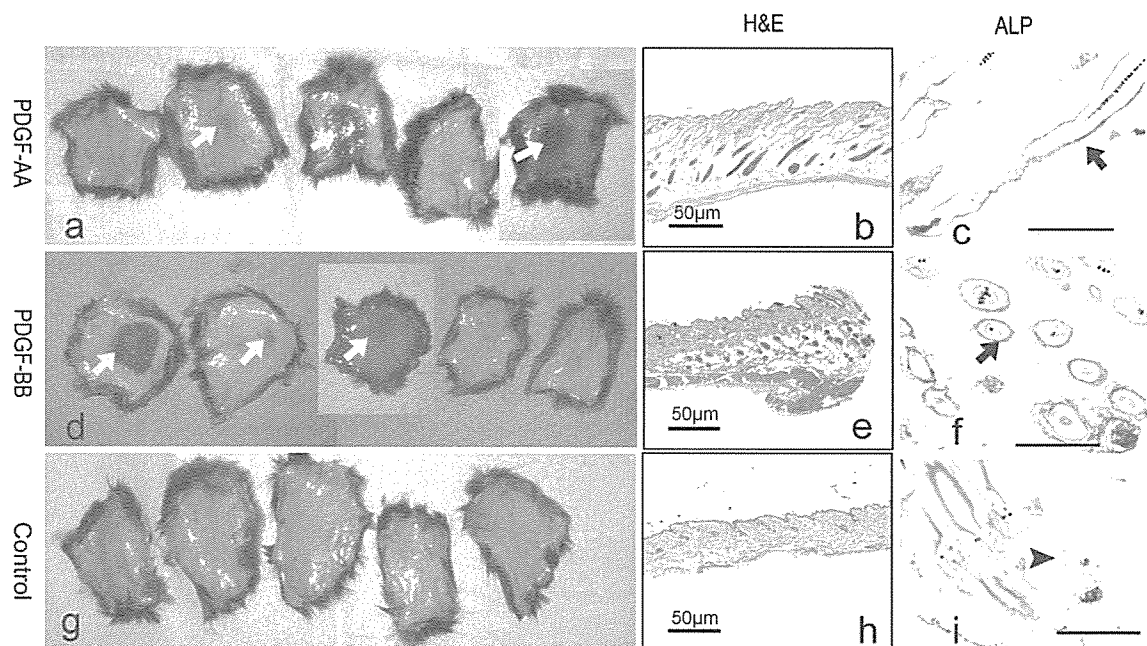 H&E
ALP
PDGF-AA
a
50μm
b
c
PDGF-BB
d
50μm
e
f
Control
g
50μm
h
i